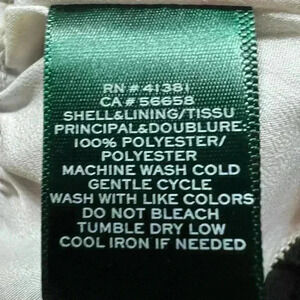 RN # 41381
CA # 56658
SHELL&LINING/TISSU
PRINCIPAL&DOUBLURE:
100% POLYESTER/
POLYESTER
MACHINE WASH COLD
GENTLE CYCLE
WASH WITH LIKE COLORS
DO NOT BLEACH
TUMBLE DRY LOW
COOL IRON IF NEEDED